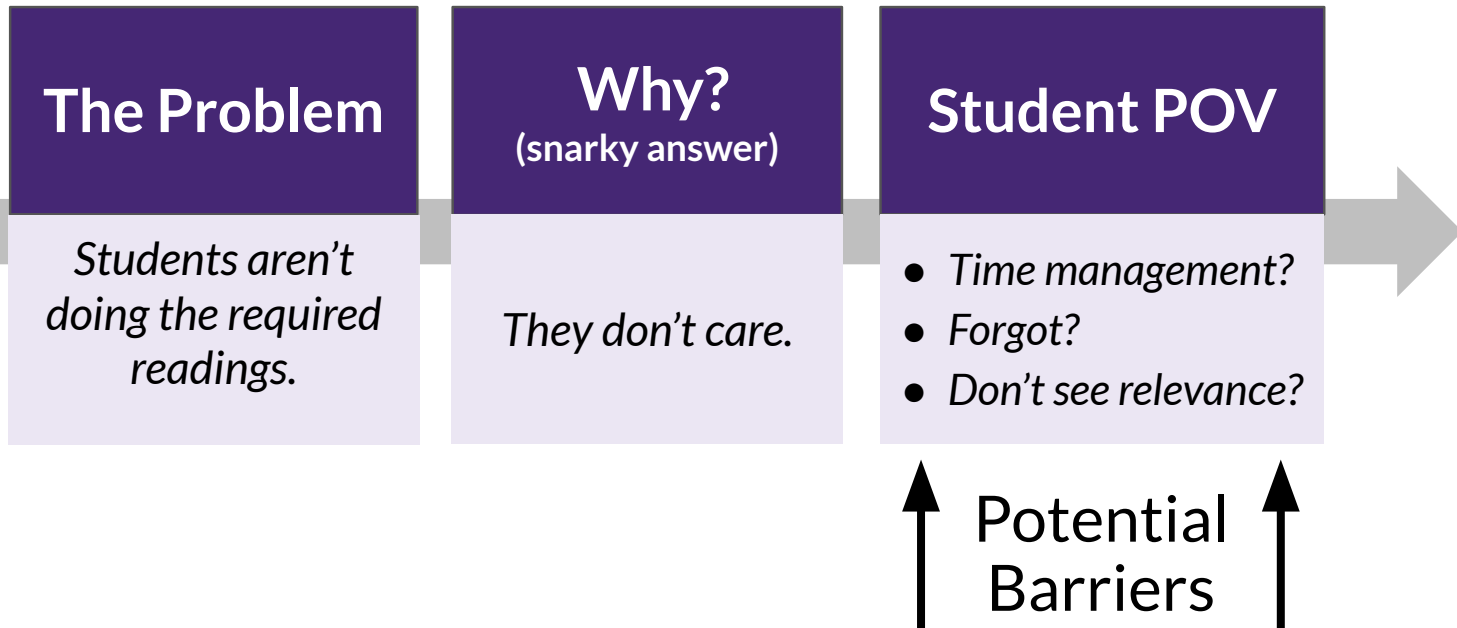 The Problem
Students aren’t
doing the required
readings.
Why?
(snarky answer)
They don’t care.
Student POV
● Time management?
● Forgot?
● Don’t see relevance?
Potential
Barriers